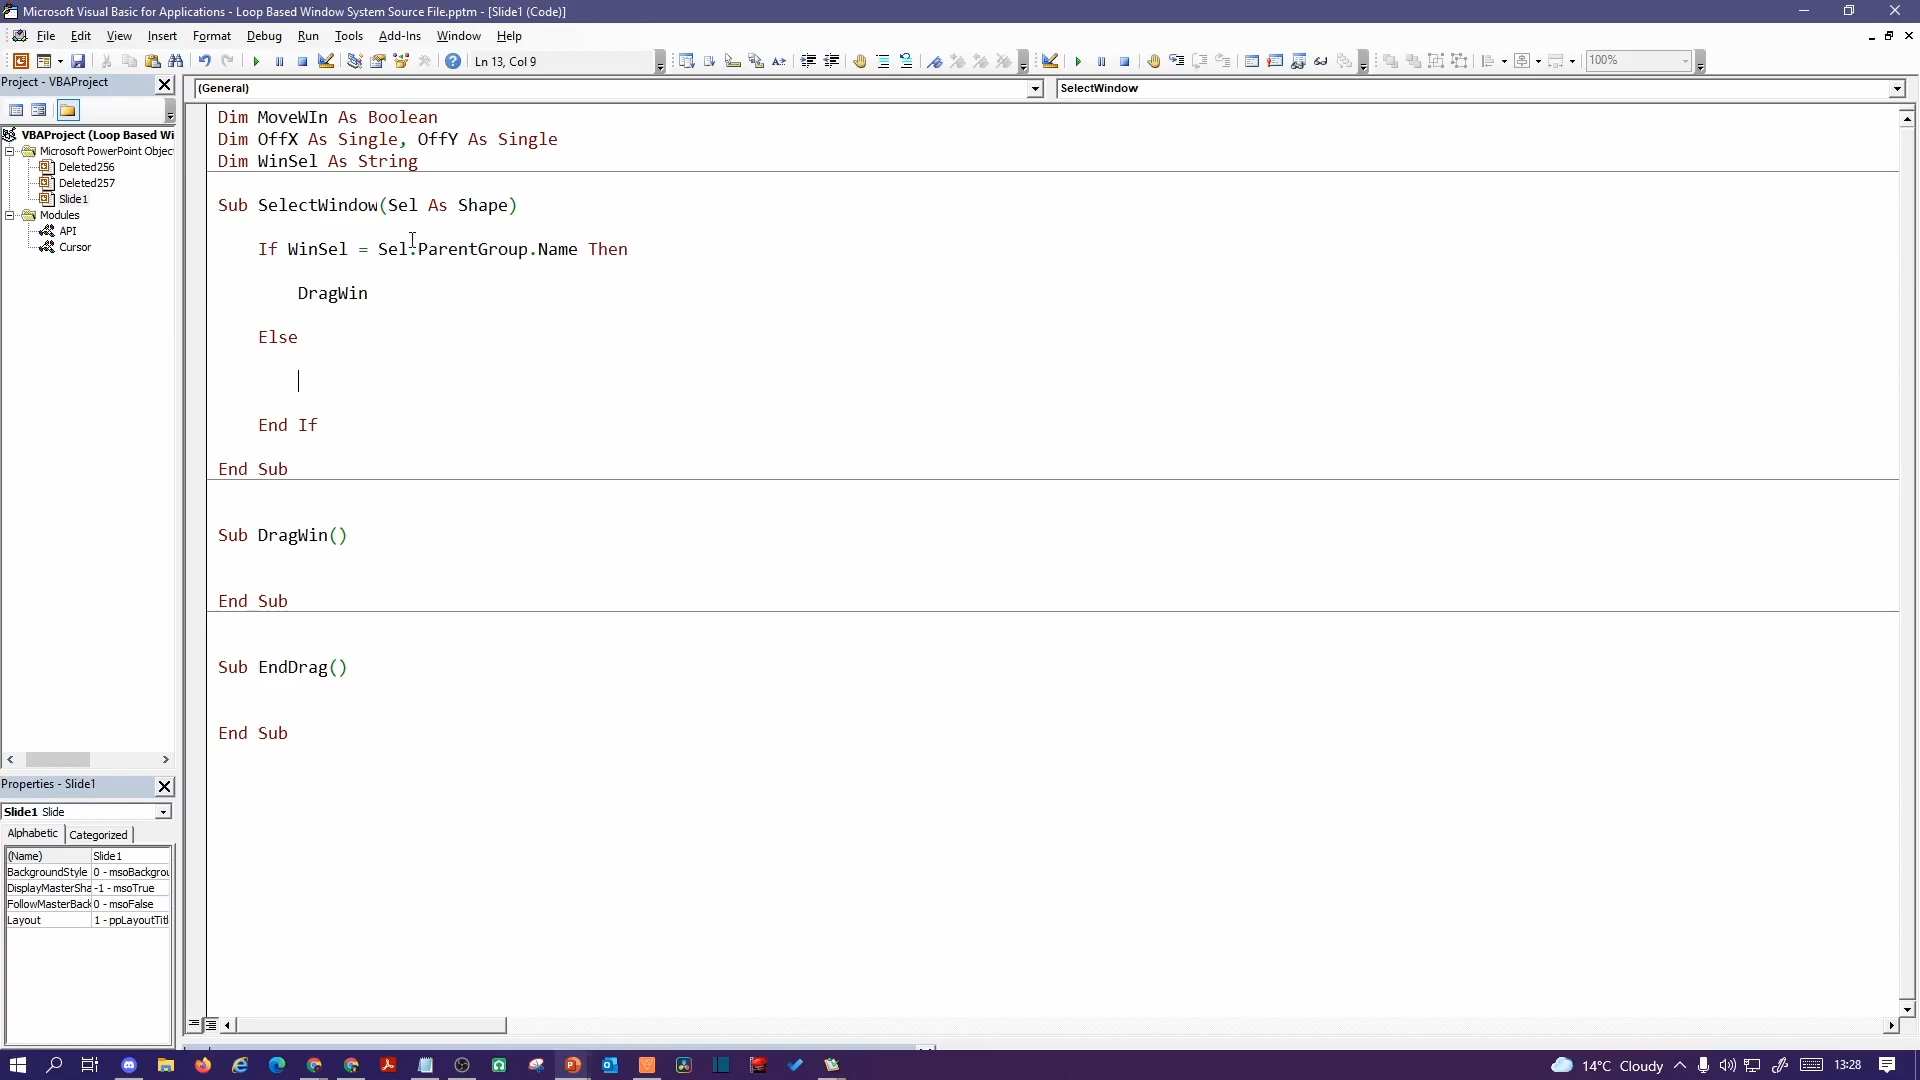 Microsoft Visual Basic for Applications - Loop Based Window System Source File.pptm - [Slide1 (Code)]
File Edit View Insert Format Debug Run Tools Add-Ins Window Help
Ln 13, Col 9
100%
Project - VBAProject
(General)
SelectWindow
VBAProject (Loop Based Wi
Microsoft PowerPoint Objec
Deleted256
Deleted257
Slide1
Modules
API
Cursor
Dim MoveWIn As Boolean
Dim OffX As Single, OffY As Single
Dim WinSel As String
Sub SelectWindow(Sel As Shape)
If WinSel = Sel.ParentGroup.Name Then
DragWin
Else
End If
End Sub
Sub DragWin()
End Sub
Sub EndDrag()
End Sub
Properties - Slide1
Slide1 Slide
Alphabetic Categorized
(Name) Slide1
BackgroundStyle 0 - msoBackgrou
DisplayMasterSha -1 - msoTrue
FollowMasterBack 0 - msoFalse
Layout 1 - ppLayoutTitl
14°C Cloudy
13:28